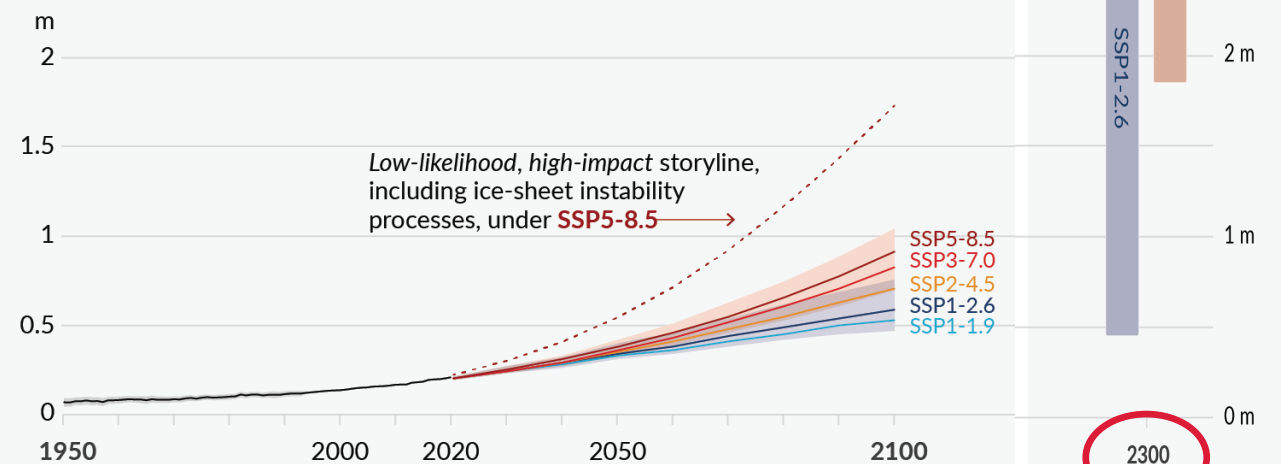 m
2
1.5
1
0.5
0
Low-likelihood, high-impact storyline,
including ice-sheet instability
processes, under SSP5-8.5
SSP5-8.5
SSP3-7.0
SSP2-4.5
SSP1-2.6
SSP1-1.9
1950
2000
2020
2050
2100
SSP1-2.6
2 m
1 m
0 m
2300